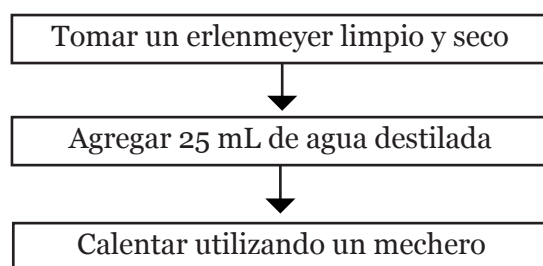 Tomar un erlenmeyer limpio y seco
Agregar 25 mL de agua destilada
Calentar utilizando un mechero